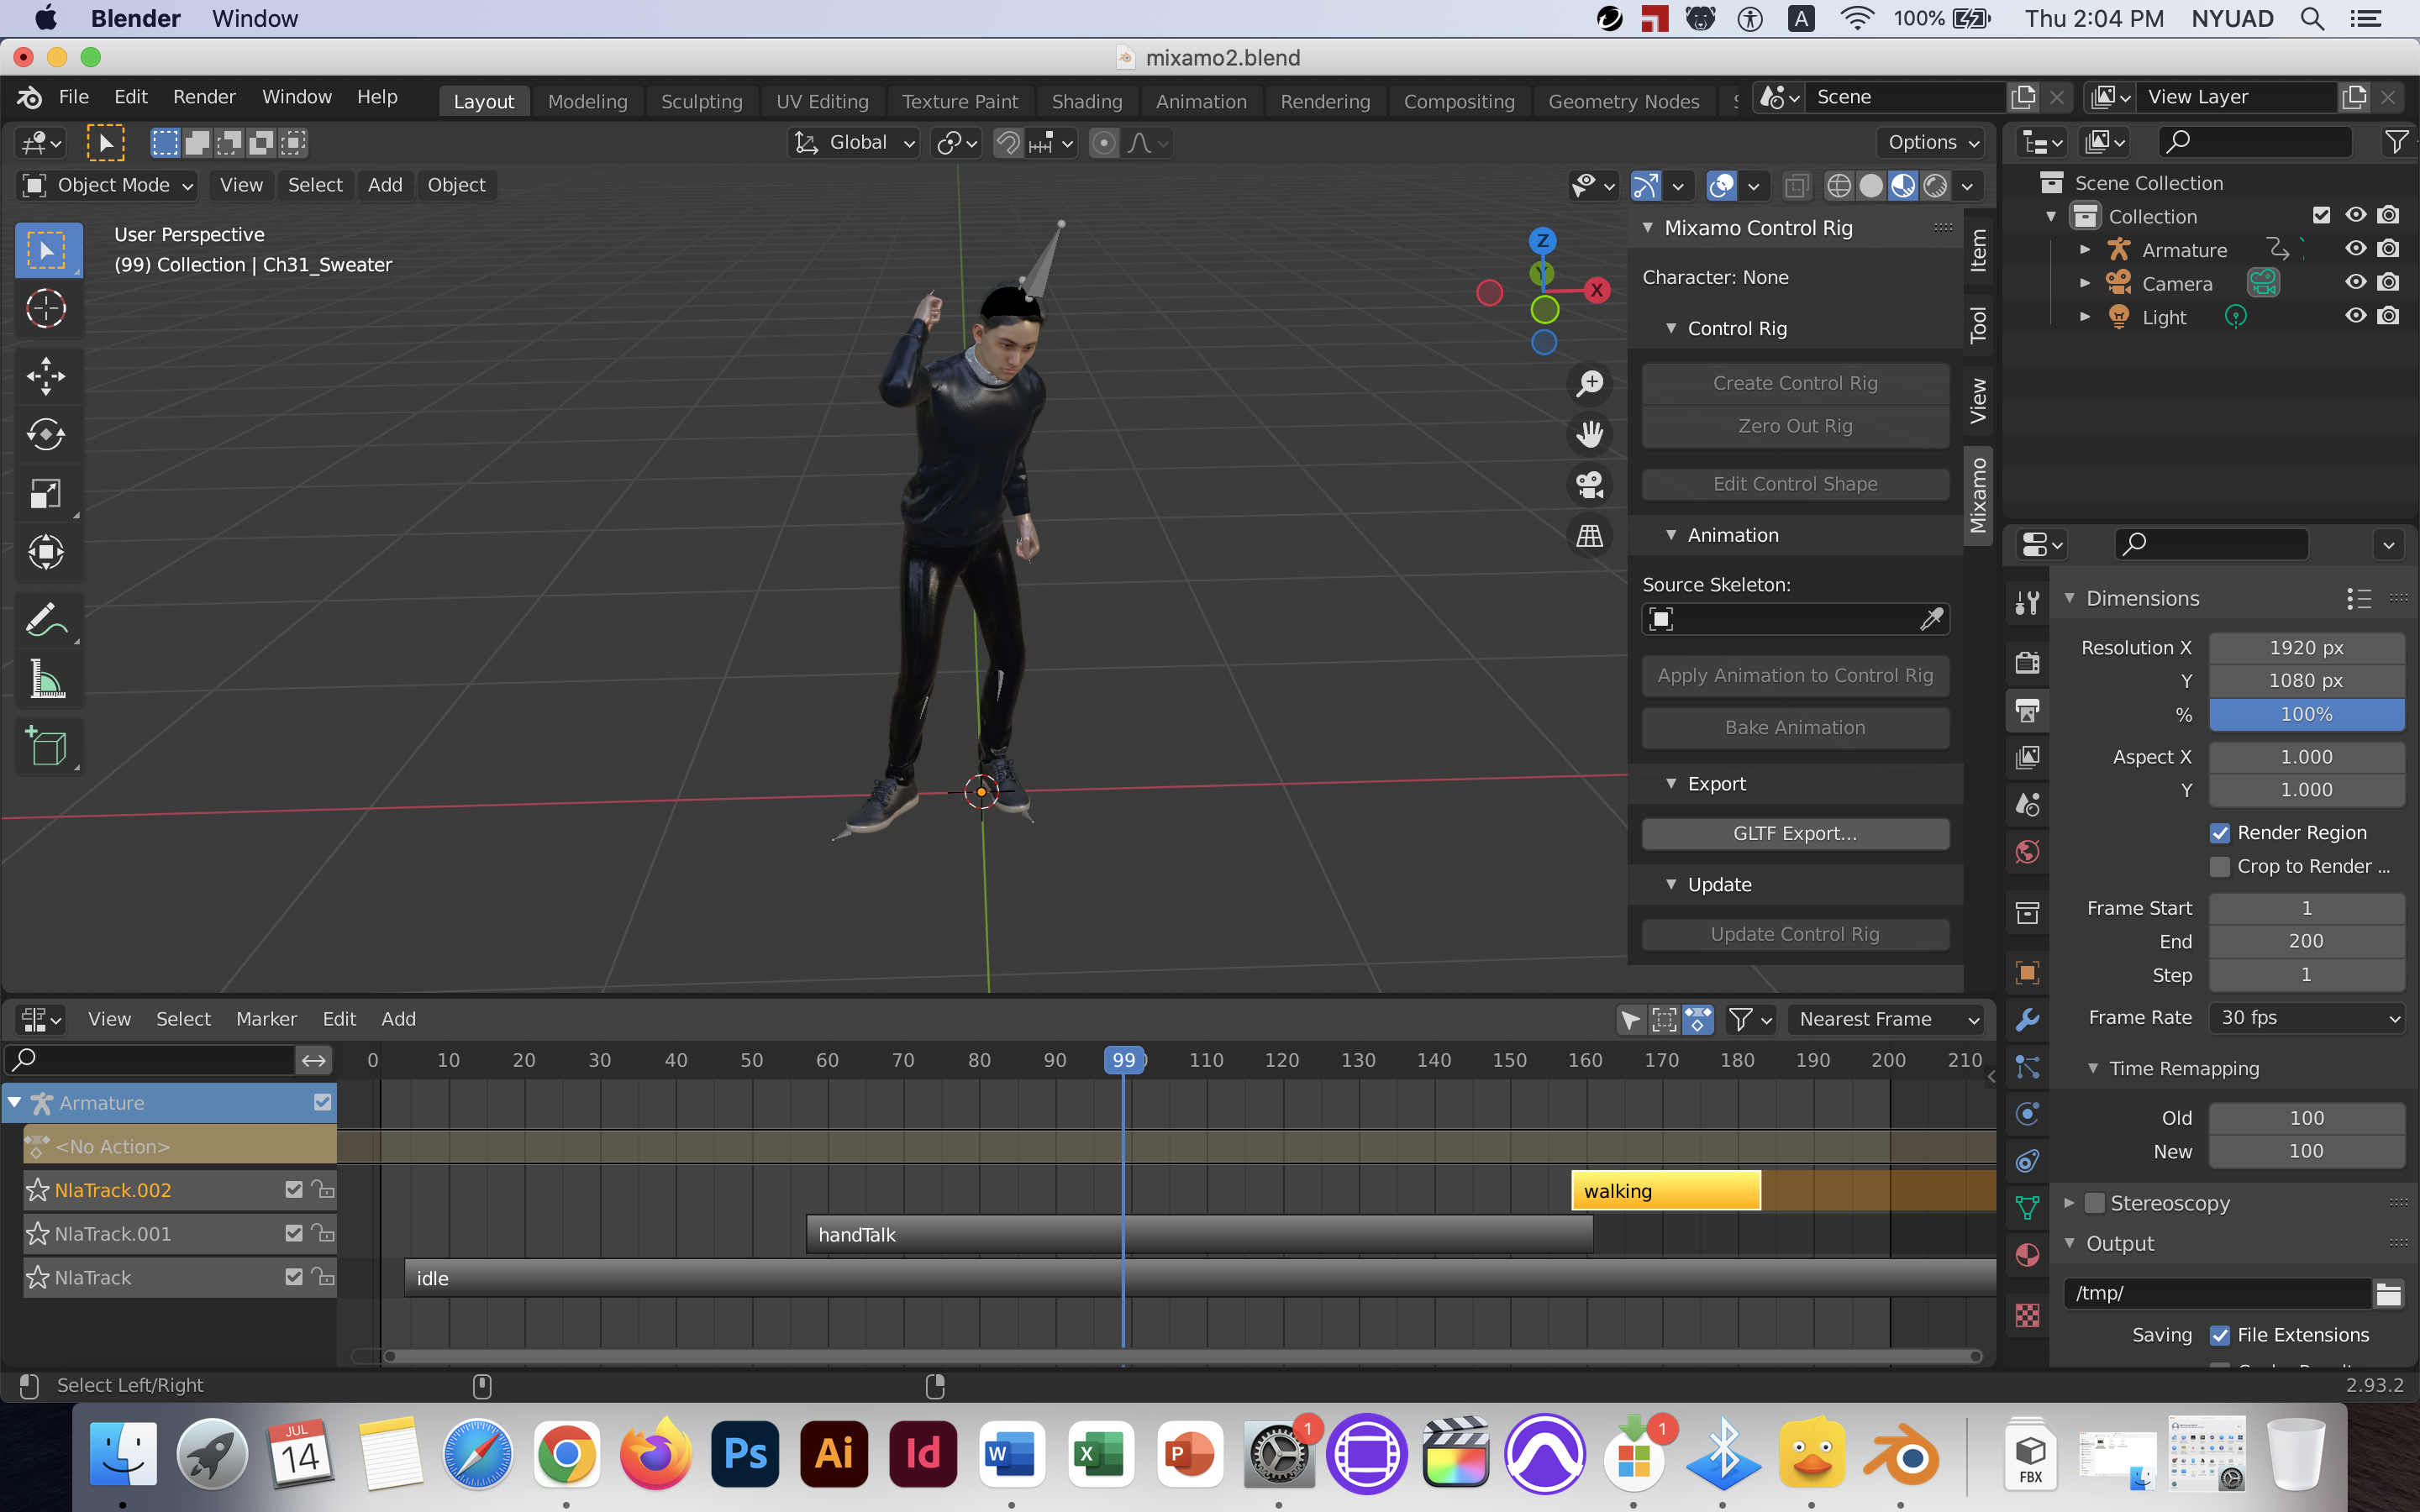 Blender Window
A 100% Thu 2:04 PM NYUAD
mixamo2.blend
File Edit Render Window Help
Layout Modeling Sculpting UV Editing Texture Paint Shading Animation Rendering Compositing Geometry Nodes
Scene
View Layer
Global
Options
Object Mode View Select Add Object
User Perspective
(99) Collection | Ch31_Sweater
Z
Y
X
Mixamo Control Rig
Character: None
Control Rig
Create Control Rig
Zero Out Rig
Edit Control Shape
Animation
Source Skeleton:
Apply Animation to Control Rig
Bake Animation
Export
GLTF Export...
Update
Update Control Rig
Item
Tool
View
Mixamo
Scene Collection
Collection
Armature
Camera
Light
Dimensions
Resolution X 1920 px
Y 1080 px
% 100%
Aspect X 1.000
Y 1.000
Render Region
Crop to Render ...
Frame Start 1
End 200
Step 1
Frame Rate 30 fps
Time Remapping
Old 100
New 100
Stereoscopy
Output
/tmp/
Saving File Extensions
View Select Marker Edit Add
Nearest Frame
0 10 20 30 40 50 60 70 80 90 99 110 120 130 140 150 160 170 180 190 200 210
Armature
<No Action>
NlaTrack.002
walking
NlaTrack.001
handTalk
NlaTrack
idle
Select Left/Right
2.93.2
JUL
14
Ps
Ai
Id
W
X
P
1
1
FBX